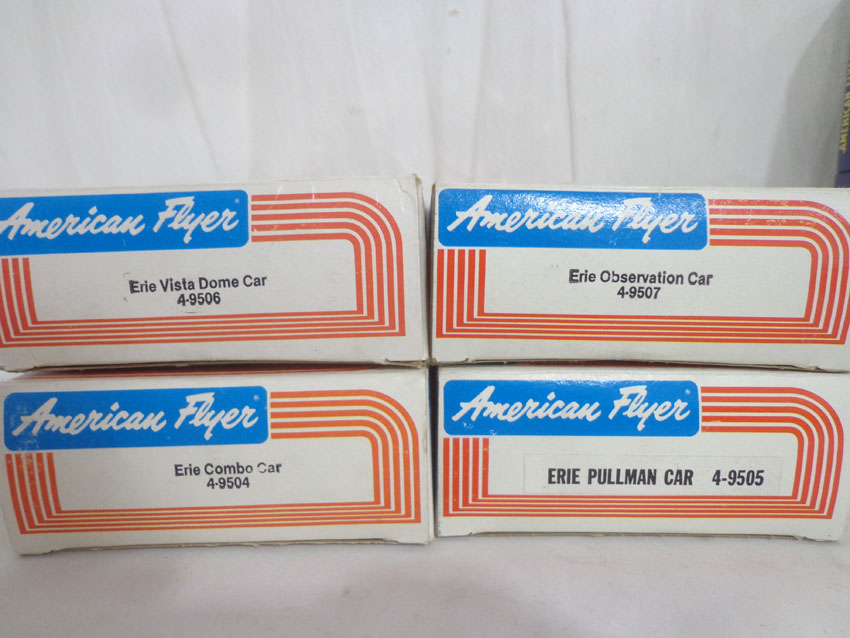 American Flyer
Erie Vista Dome Car
4-9506
American Flyer
Erie Observation Car
4-9507
American Flyer
Erie Combo Car
4-9504
American Flyer
ERIE PULLMAN CAR 4-9505
AMERICAN